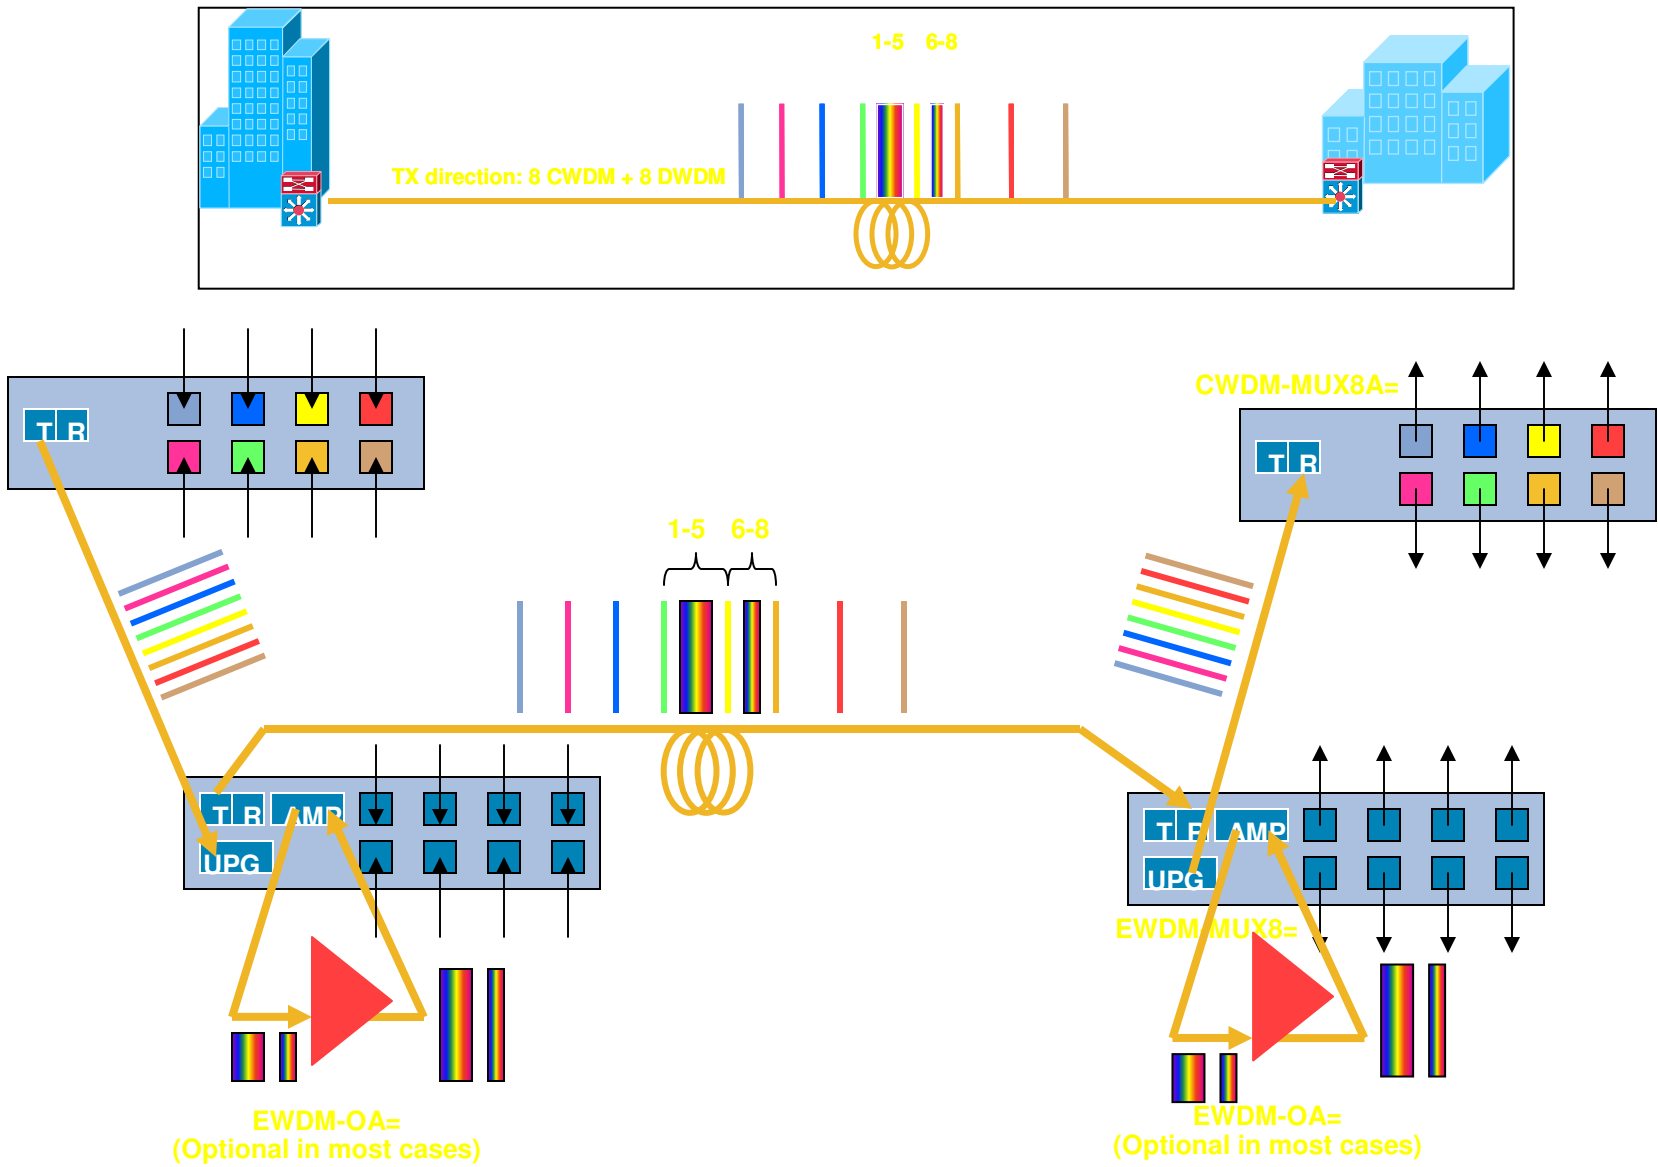 1-5 6-8
TX direction: 8 CWDM + 8 DWDM
CWDM-MUX8A=
T R
T R
1-5 6-8
T R AMP
UPG
T R AMP
UPG
EWDM-MUX8=
EWDM-OA=
(Optional in most cases)
EWDM-OA=
(Optional in most cases)